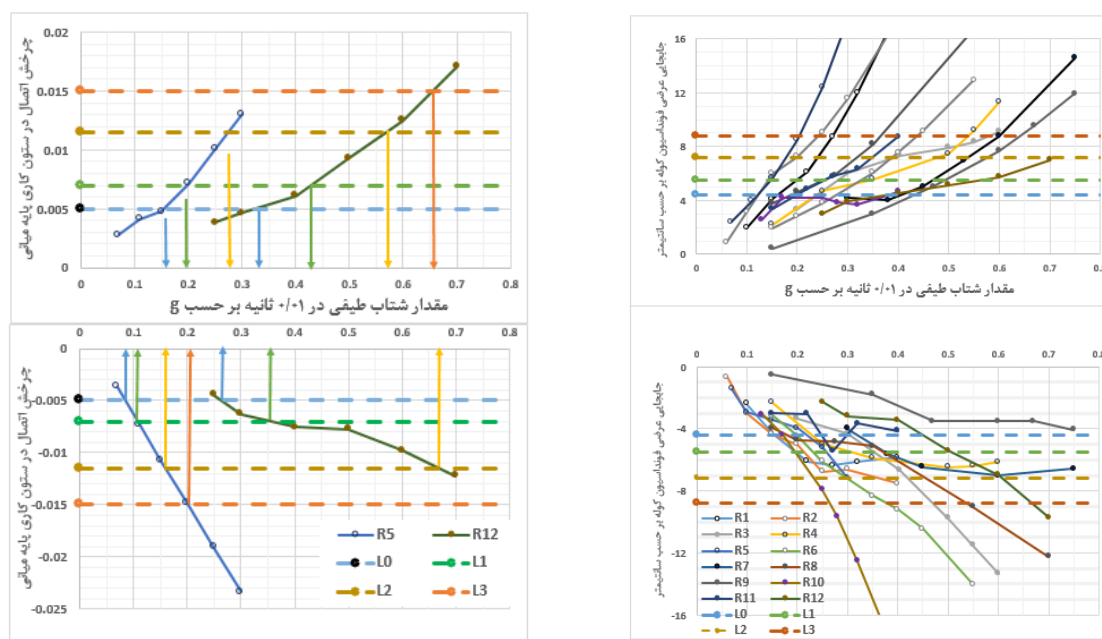 چرخش اتصال در ستون کناری پایه میانی
0.02
0.015
0.01
0.005
0
0 0.1 0.2 0.3 0.4 0.5 0.6 0.7 0.8
مقدار شتاب طیفی در ۰/۰۱ ثانیه بر حسب g
0 0.1 0.2 0.3 0.4 0.5 0.6 0.7 0.8
چرخش اتصال در ستون کناری پایه میانی
0
-0.005
-0.01
-0.015
-0.02
-0.025
R5 R12
L0 L1
L2 L3
جابجایی عرضی فونداسیون کوله بر حسب سانتیمتر
16
12
8
4
0
0 0.1 0.2 0.3 0.4 0.5 0.6 0.7 0.8
مقدار شتاب طیفی در ۰/۰۱ ثانیه بر حسب g
0 0.1 0.2 0.3 0.4 0.5 0.6 0.7 0.8
جابجایی عرضی فونداسیون کوله بر حسب سانتیمتر
0
-4
-8
-12
-16
R1 R2
R3 R4
R5 R6
R7 R8
R9 R10
R11 R12
L0 L1
L2 L3